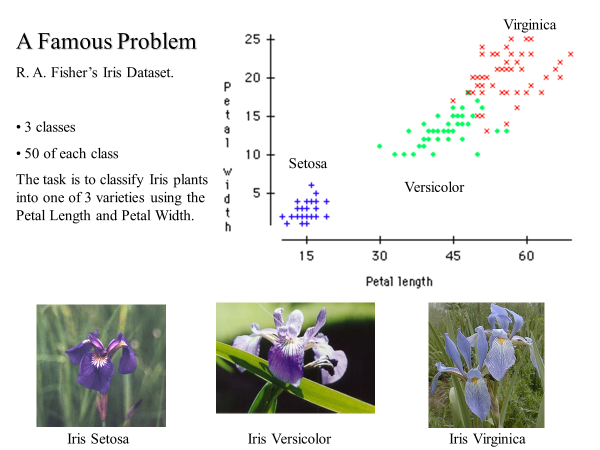 A Famous Problem
R. A. Fisher’s Iris Dataset.
• 3 classes
• 50 of each class
The task is to classify Iris plants
into one of 3 varieties using the
Petal Length and Petal Width.
Virginica
Setosa
Versicolor
Petal width
25
20
15
10
5
15
30
45
60
Petal length
Iris Setosa
Iris Versicolor
Iris Virginica